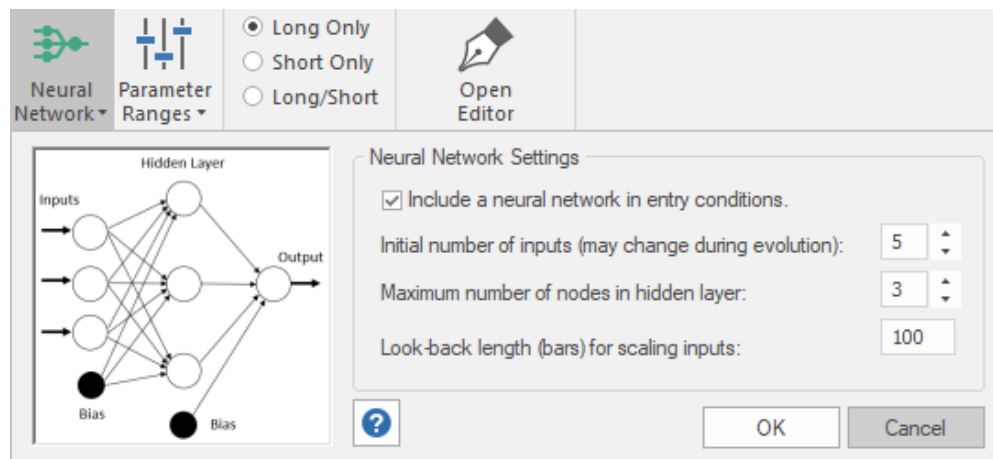 Neural
Network
Parameter
Ranges
Long Only
Short Only
Long/Short
Open
Editor
Hidden Layer
Inputs
Output
Bias
Bias
Neural Network Settings
Include a neural network in entry conditions.
Initial number of inputs (may change during evolution): 5
Maximum number of nodes in hidden layer: 3
Look-back length (bars) for scaling inputs: 100
?
OK
Cancel